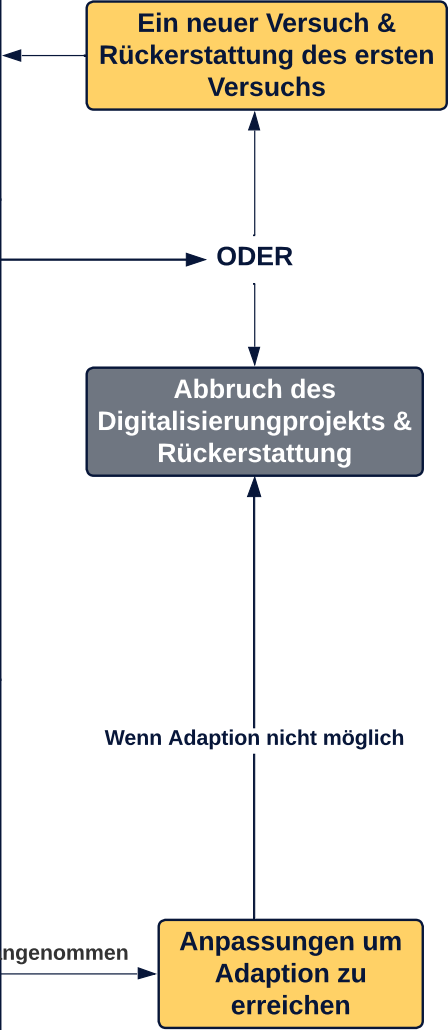 Ein neuer Versuch &
Rückerstattung des ersten
Versuchs
ODER
Abbruch des
Digitalisierungprojekts &
Rückerstattung
Wenn Adaption nicht möglich
ngenommen
Anpassungen um
Adaption zu
erreichen